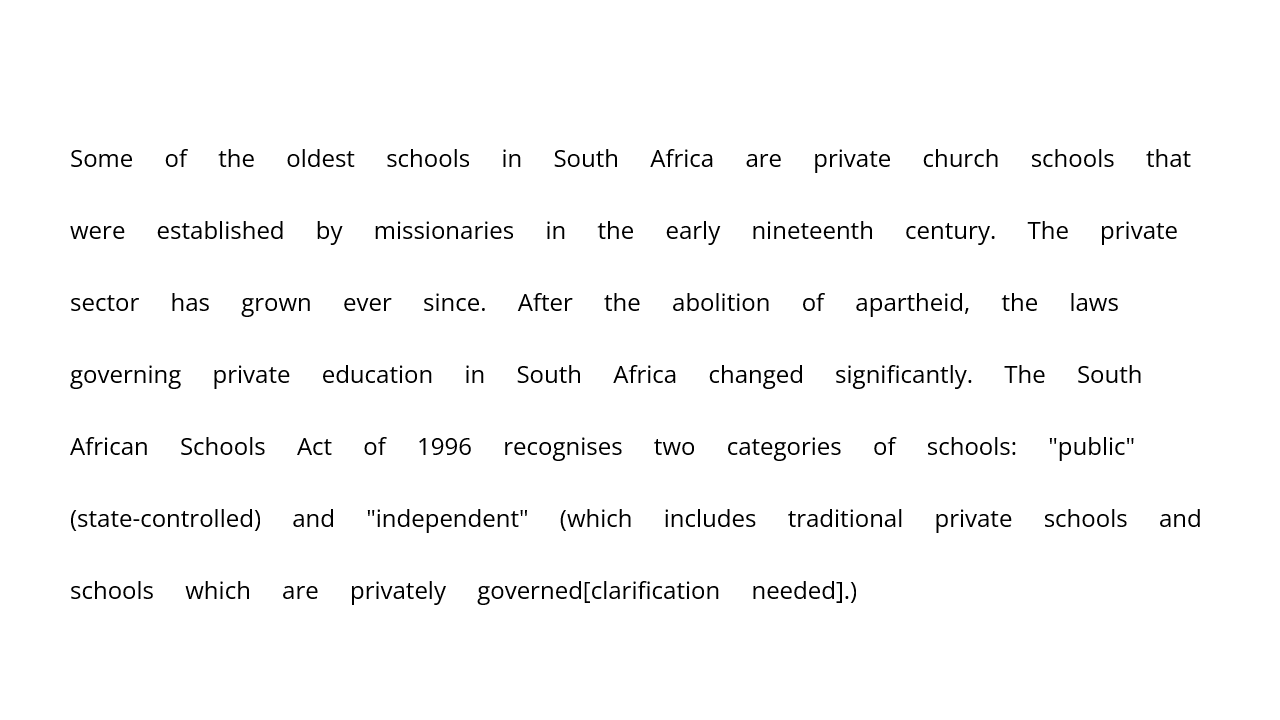 Some of the oldest schools in South Africa are private church schools that
were established by missionaries in the early nineteenth century. The private
sector has grown ever since. After the abolition of apartheid, the laws
governing private education in South Africa changed significantly. The South
African Schools Act of 1996 recognises two categories of schools: "public"
(state-controlled) and "independent" (which includes traditional private schools and
schools which are privately governed[clarification needed].)